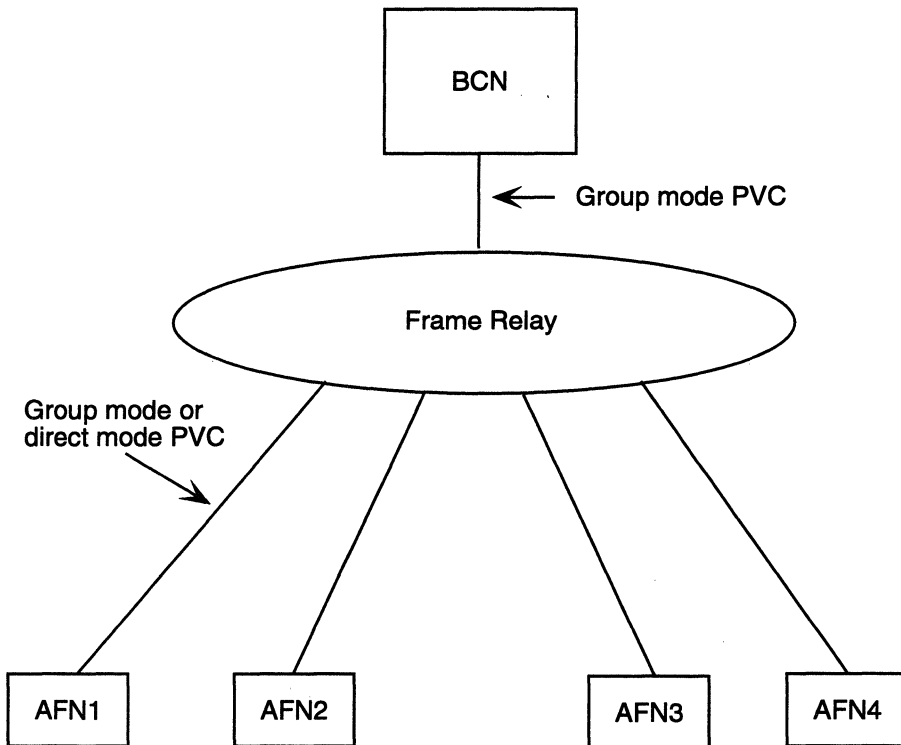 BCN
Group mode PVC
Frame Relay
Group mode or
direct mode PVC
AFN1
AFN2
AFN3
AFN4